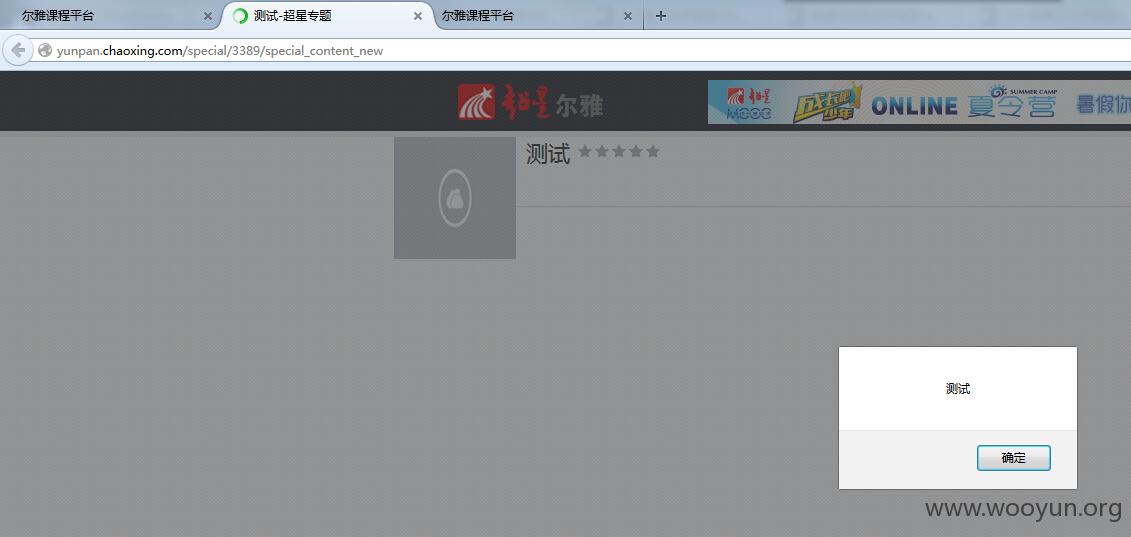 尔雅课程平台 测试-超星专题 尔雅课程平台
yunpan.chaoxing.com/special/3389/special_content_new
超星尔雅 超星 MOOC 成长吧少年 ONLINE 夏令营 SUMMER CAMP 暑假你
测试
测试
确定
www.wooyun.org